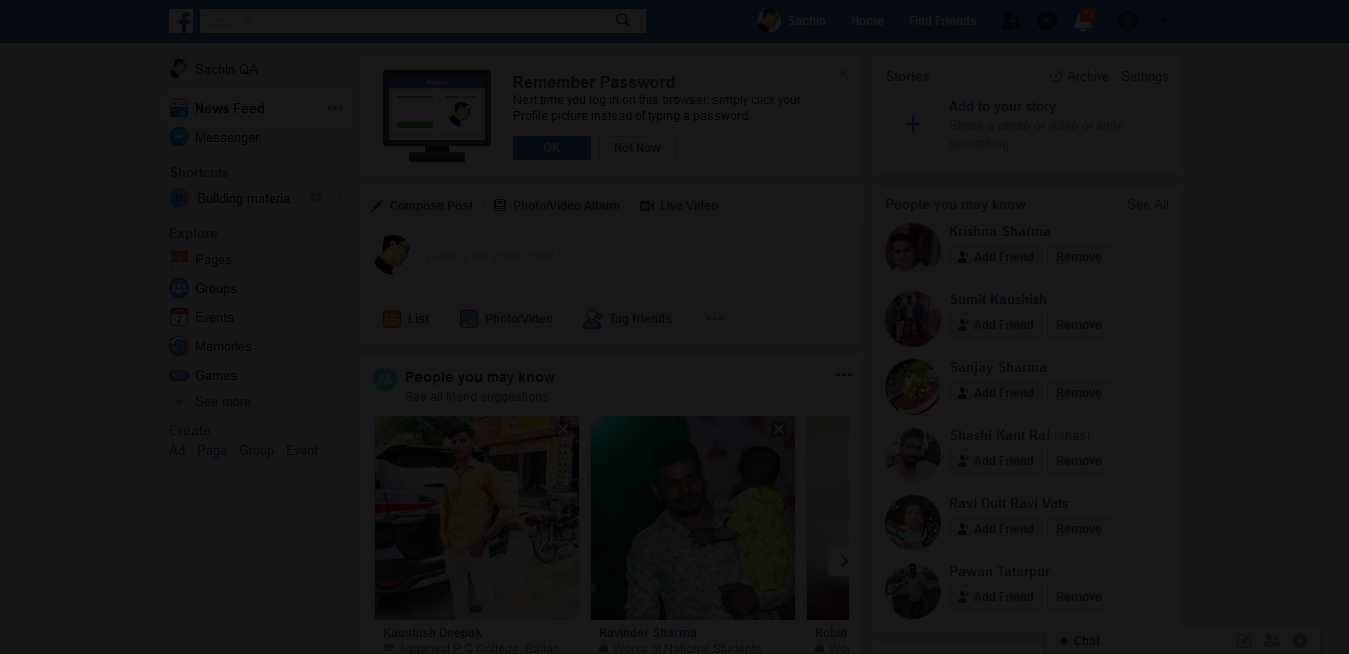 Search
Sachin
Home
Find Friends
21
Sachin QA
News Feed
Messenger
Shortcuts
Building materia... 7
Explore
Pages
Groups
Events
Memories
Games
See more...
Create
Ad Page Group Event
Remember Password
Next time you log in on this browser, simply click your
Profile picture instead of typing a password.
OK
Not Now
Compose Post
Photo/Video Album
Live Video
What's on your mind?
List
Photo/Video
Tag friends
People you may know
See all friend suggestions
Kaushish Deepak
Aggarwal P G College, Ballab
Ravinder Sharma
Works at National Students'
Robin
Wor
Stories
Archive Settings
Add to your story
Share a photo or video or write
something
People you may know
See All
Krishna Sharma
Add Friend Remove
Sumit Kaushish
Add Friend Remove
Sanjay Sharma
Add Friend Remove
Shashi Kant Rai (shas)
Add Friend Remove
Ravi Dutt Ravi Vats
Add Friend Remove
Pawan Tatarpur
Add Friend Remove
Chat